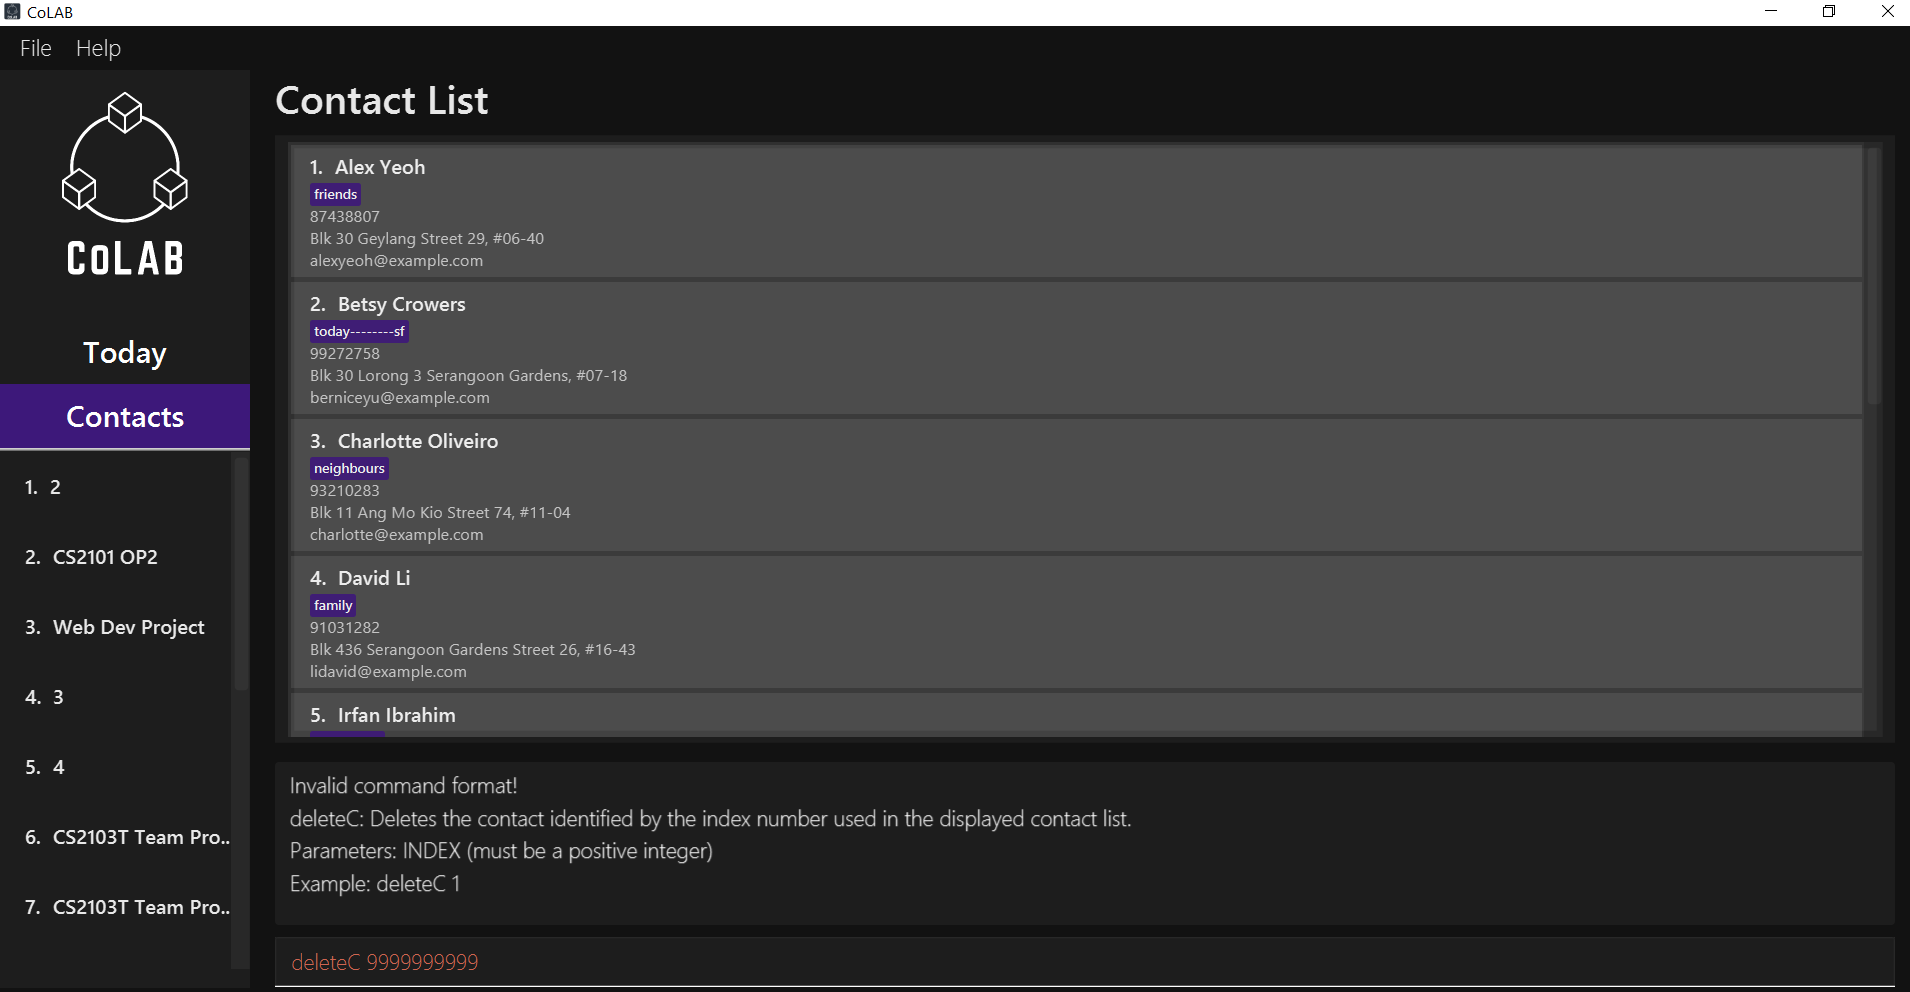 CoLAB
File Help
CoLAB
Today
Contacts
1. 2
2. CS2101 OP2
3. Web Dev Project
4. 3
5. 4
6. CS2103T Team Pro..
7. CS2103T Team Pro..
Contact List
1. Alex Yeoh
friends
87438807
Blk 30 Geylang Street 29, #06-40
alexyeoh@example.com
2. Betsy Crowers
today--------sf
99272758
Blk 30 Lorong 3 Serangoon Gardens, #07-18
berniceyu@example.com
3. Charlotte Oliveiro
neighbours
93210283
Blk 11 Ang Mo Kio Street 74, #11-04
charlotte@example.com
4. David Li
family
91031282
Blk 436 Serangoon Gardens Street 26, #16-43
lidavid@example.com
5. Irfan Ibrahim
Invalid command format!
deleteC: Deletes the contact identified by the index number used in the displayed contact list.
Parameters: INDEX (must be a positive integer)
Example: deleteC 1
deleteC 9999999999